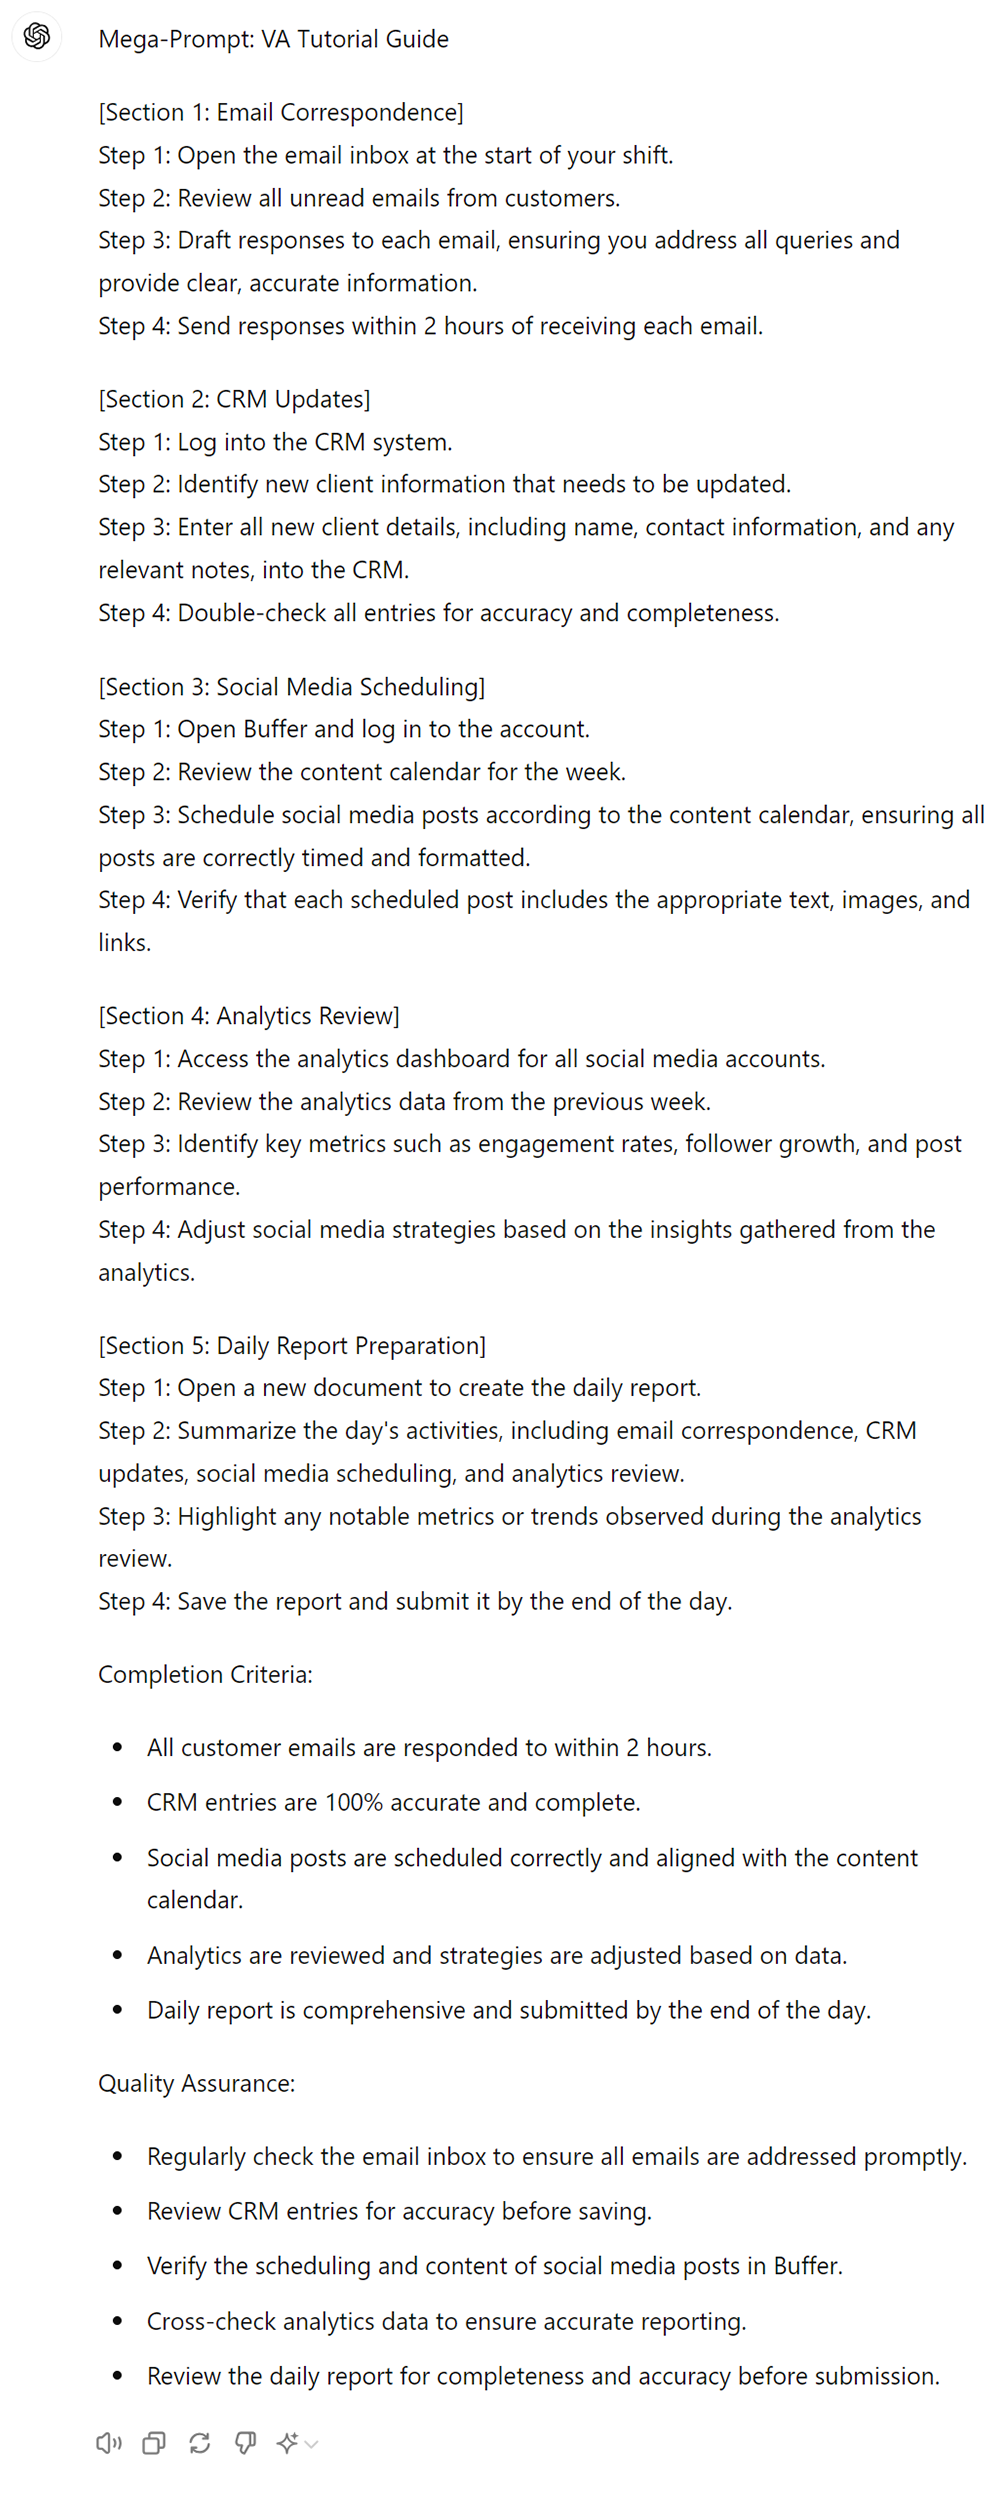 Mega-Prompt: VA Tutorial Guide
[Section 1: Email Correspondence]
Step 1: Open the email inbox at the start of your shift.
Step 2: Review all unread emails from customers.
Step 3: Draft responses to each email, ensuring you address all queries and
provide clear, accurate information.
Step 4: Send responses within 2 hours of receiving each email.
[Section 2: CRM Updates]
Step 1: Log into the CRM system.
Step 2: Identify new client information that needs to be updated.
Step 3: Enter all new client details, including name, contact information, and any
relevant notes, into the CRM.
Step 4: Double-check all entries for accuracy and completeness.
[Section 3: Social Media Scheduling]
Step 1: Open Buffer and log in to the account.
Step 2: Review the content calendar for the week.
Step 3: Schedule social media posts according to the content calendar, ensuring all
posts are correctly timed and formatted.
Step 4: Verify that each scheduled post includes the appropriate text, images, and
links.
[Section 4: Analytics Review]
Step 1: Access the analytics dashboard for all social media accounts.
Step 2: Review the analytics data from the previous week.
Step 3: Identify key metrics such as engagement rates, follower growth, and post
performance.
Step 4: Adjust social media strategies based on the insights gathered from the
analytics.
[Section 5: Daily Report Preparation]
Step 1: Open a new document to create the daily report.
Step 2: Summarize the day's activities, including email correspondence, CRM
updates, social media scheduling, and analytics review.
Step 3: Highlight any notable metrics or trends observed during the analytics
review.
Step 4: Save the report and submit it by the end of the day.
Completion Criteria:
• All customer emails are responded to within 2 hours.
• CRM entries are 100% accurate and complete.
• Social media posts are scheduled correctly and aligned with the content
calendar.
• Analytics are reviewed and strategies are adjusted based on data.
• Daily report is comprehensive and submitted by the end of the day.
Quality Assurance:
• Regularly check the email inbox to ensure all emails are addressed promptly.
• Review CRM entries for accuracy before saving.
• Verify the scheduling and content of social media posts in Buffer.
• Cross-check analytics data to ensure accurate reporting.
• Review the daily report for completeness and accuracy before submission.